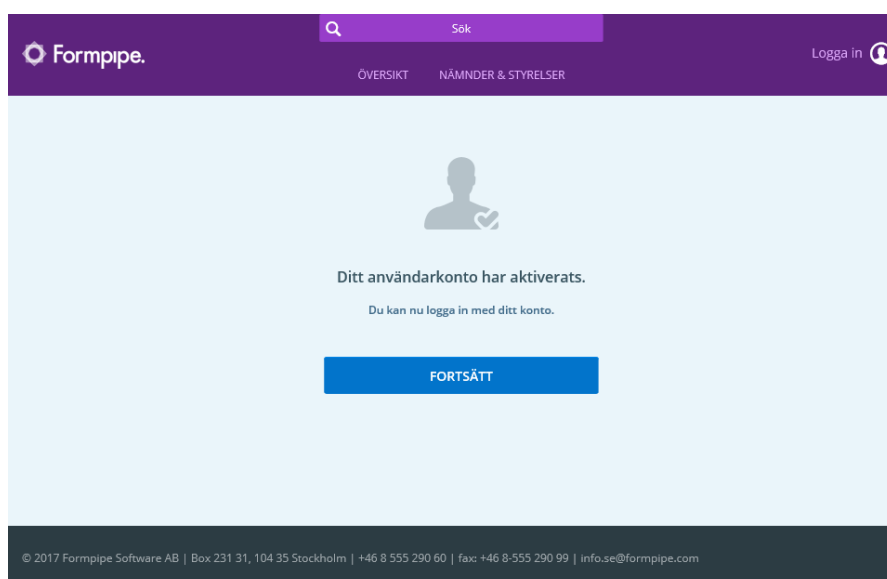 Sök
Formpipe.
Logga in
ÖVERSIKT NÄMNDER & STYRELSER
Ditt användarkonto har aktiverats.
Du kan nu logga in med ditt konto.
FORTSÄTT
© 2017 Formpipe Software AB | Box 231 31, 104 35 Stockholm | +46 8 555 290 60 | fax: +46 8-555 290 99 | info.se@formpipe.com